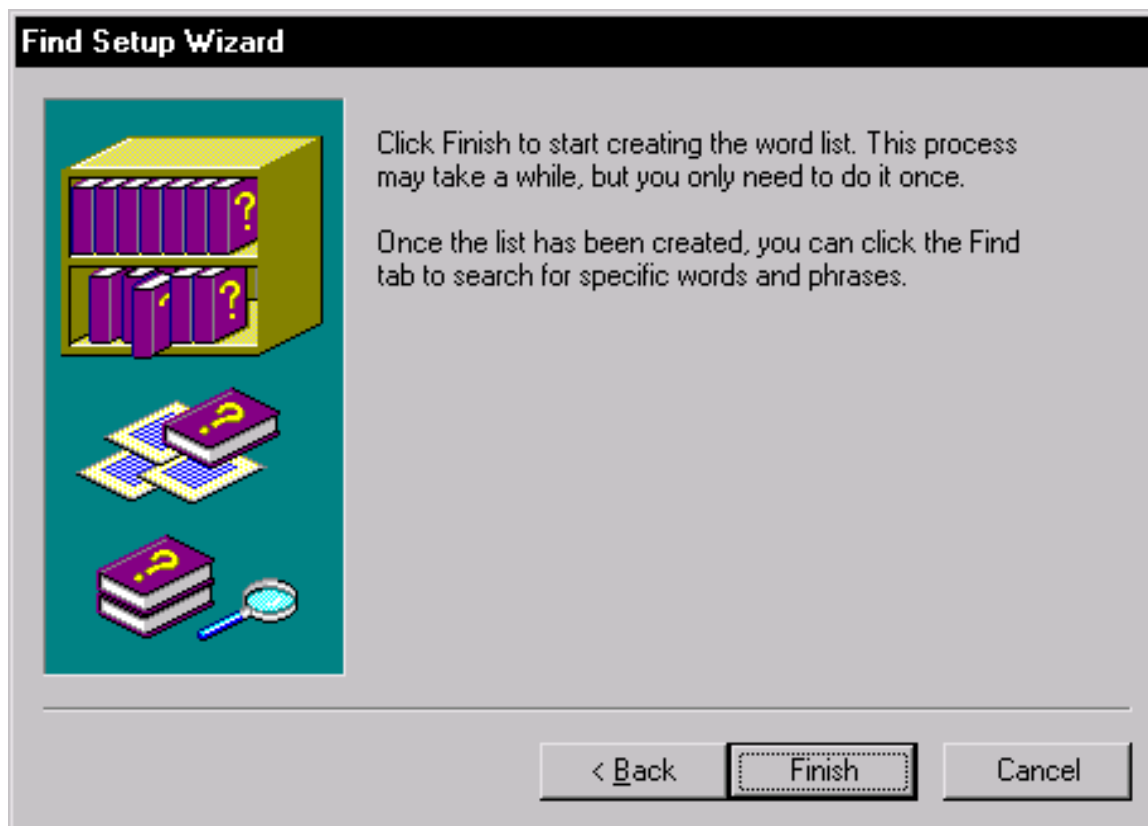 Find Setup Wizard
Click Finish to start creating the word list. This process
may take a while, but you only need to do it once.
Once the list has been created, you can click the Find
tab to search for specific words and phrases.
< Back
Finish
Cancel